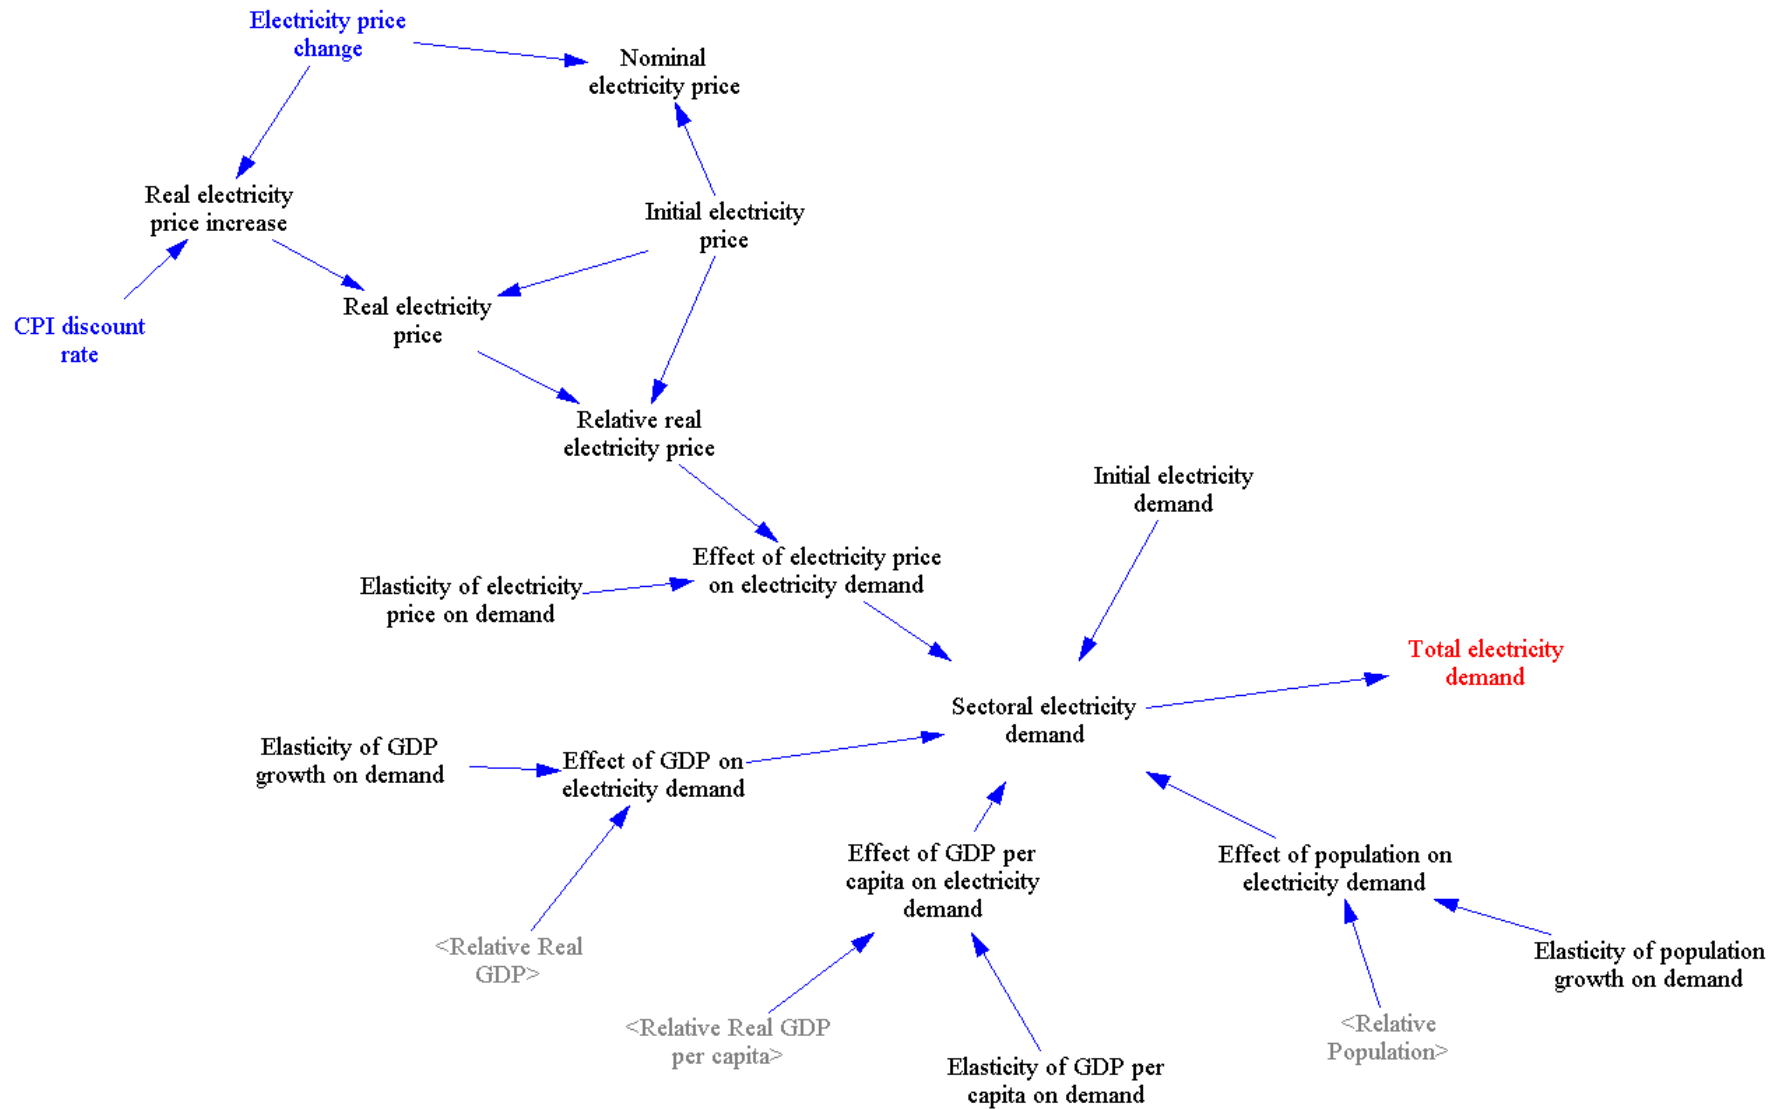 Electricity price
change
Nominal
electricity price
Real electricity
price increase
Initial electricity
price
CPI discount
rate
Real electricity
price
Relative real
electricity price
Initial electricity
demand
Effect of electricity price
on electricity demand
Elasticity of electricity
price on demand
Total electricity
demand
Sectoral electricity
demand
Elasticity of GDP
growth on demand
Effect of GDP on
electricity demand
Effect of GDP per
capita on electricity
demand
Effect of population on
electricity demand
<Relative Real
GDP>
Elasticity of population
growth on demand
<Relative Real GDP
per capita>
<Relative
Population>
Elasticity of GDP per
capita on demand